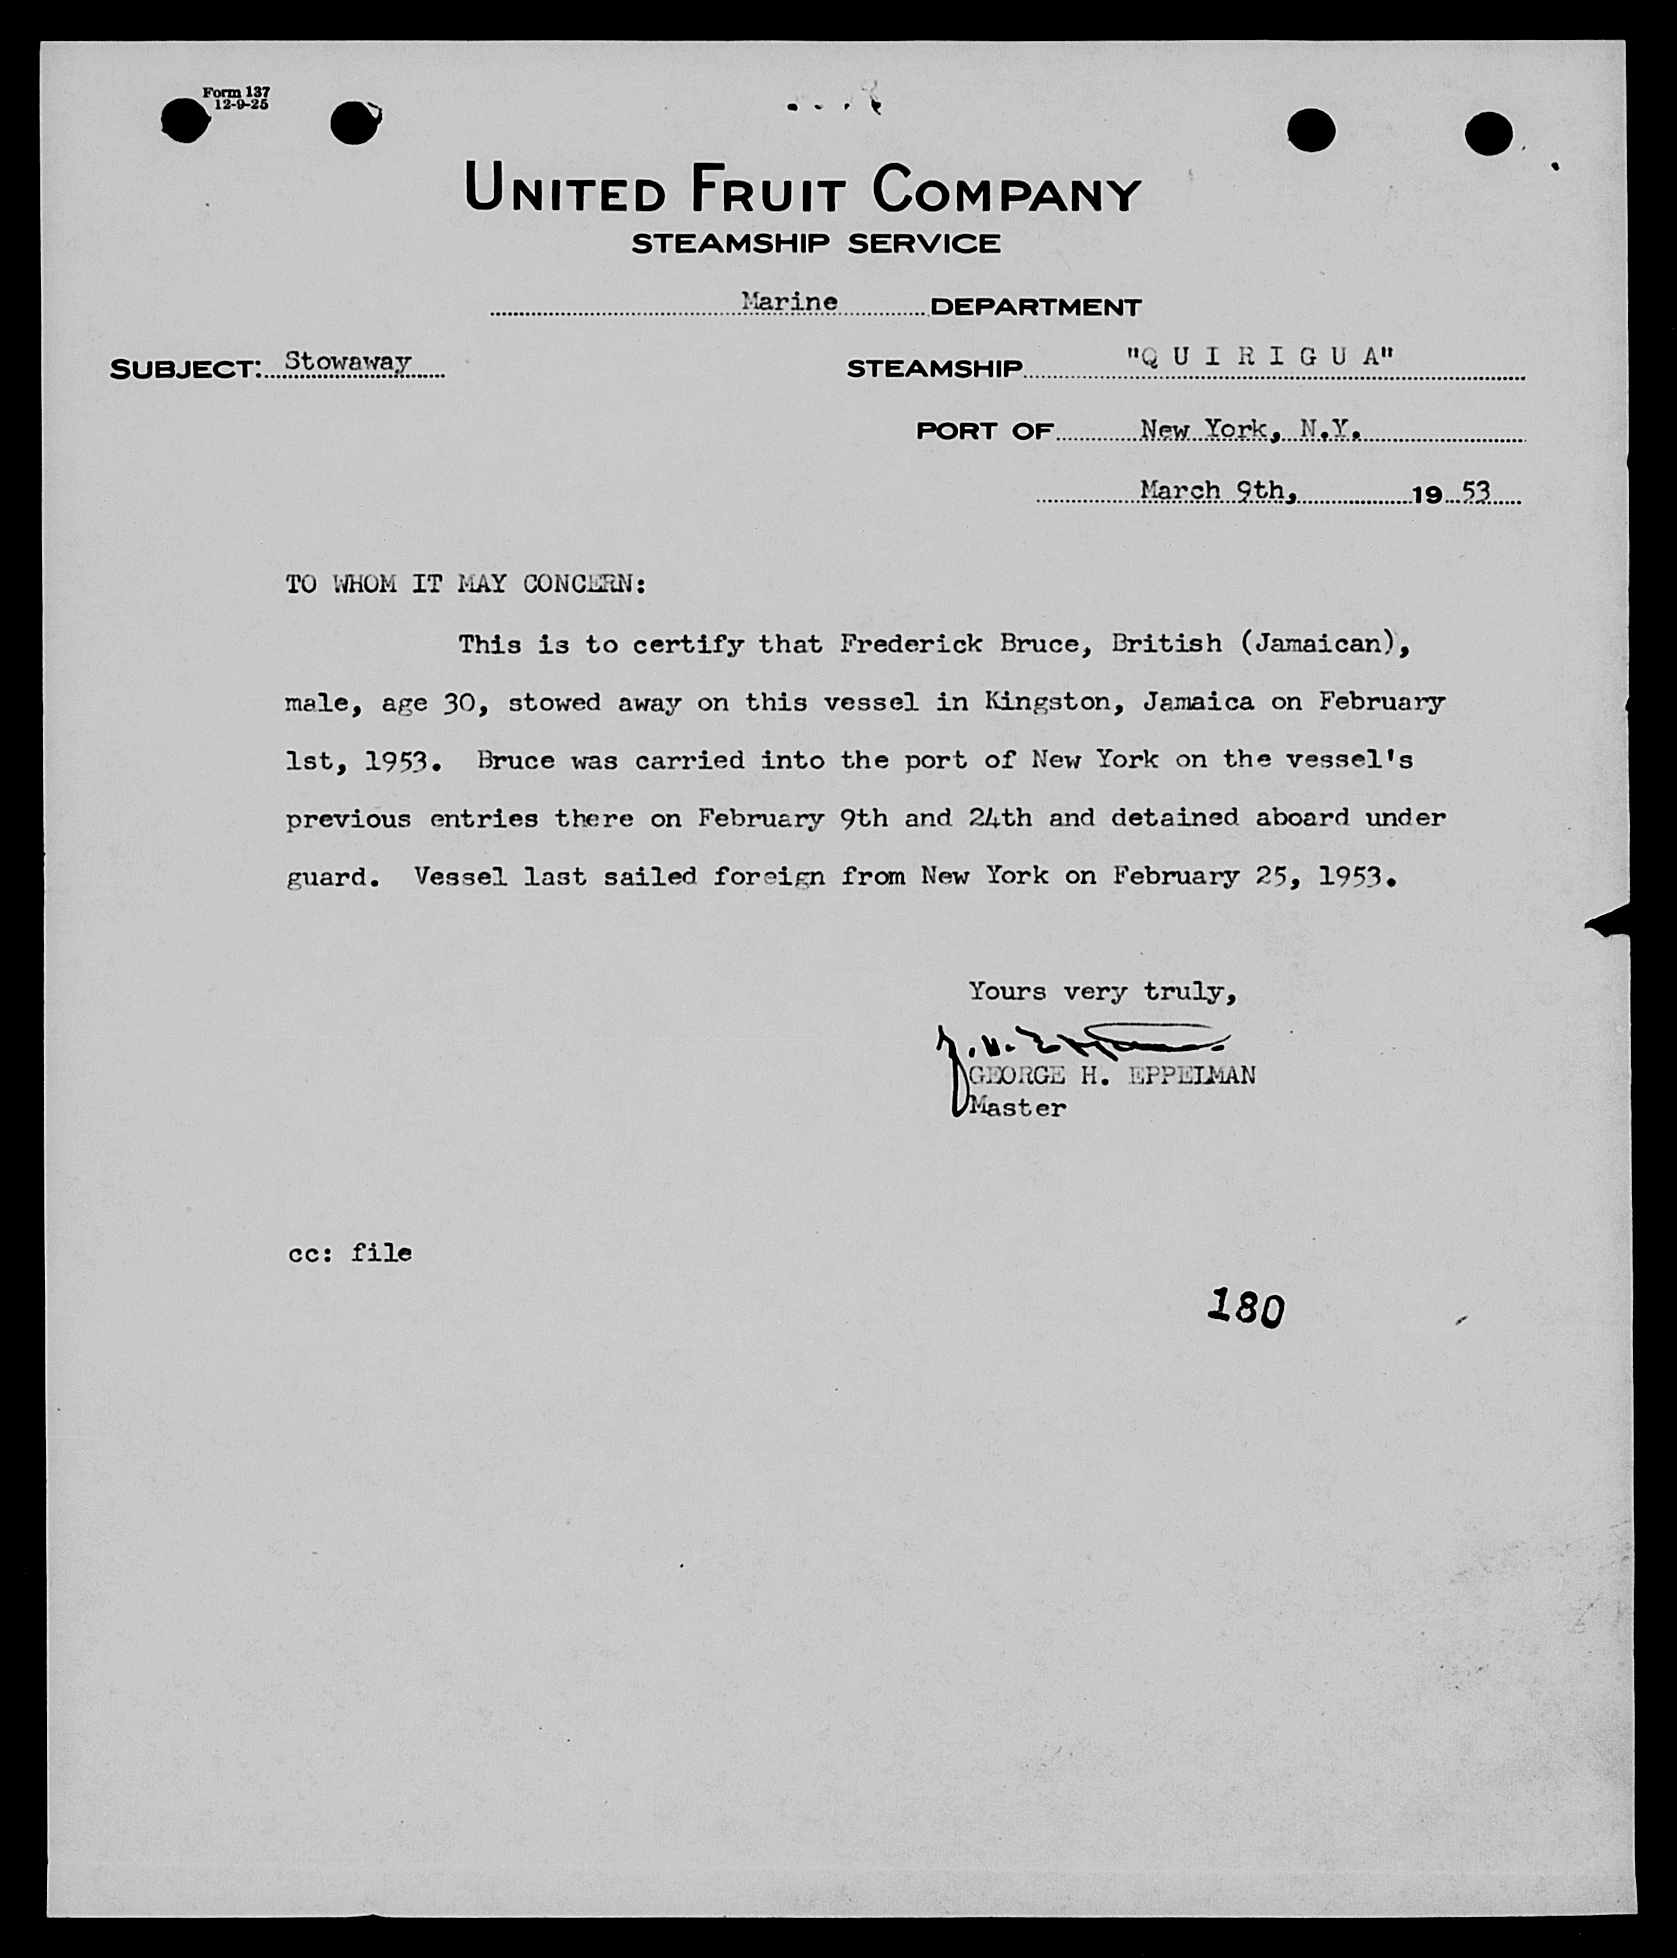 Form 137
12-9-25
UNITED FRUIT COMPANY
STEAMSHIP SERVICE
Marine DEPARTMENT
SUBJECT: Stowaway
STEAMSHIP "Q U I R I G U A"
PORT OF New York, N.Y.
March 9th, 19 53
TO WHOM IT MAY CONCERN:
This is to certify that Frederick Bruce, British (Jamaican),
male, age 30, stowed away on this vessel in Kingston, Jamaica on February
1st, 1953. Bruce was carried into the port of New York on the vessel's
previous entries there on February 9th and 24th and detained aboard under
guard. Vessel last sailed foreign from New York on February 25, 1953.
Yours very truly,
GEORGE H. EPPELMAN
Master
cc: file
180